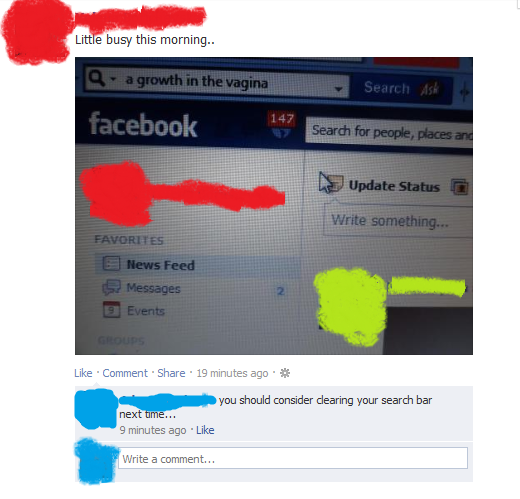 Little busy this morning..
a growth in the vagina
Search Ask
facebook 147
Search for people, places and
Update Status
Write something...
FAVORITES
News Feed
Messages 2
9 Events
GROUPS
Like · Comment · Share · 19 minutes ago ·
you should consider clearing your search bar
next time...
9 minutes ago · Like
Write a comment...